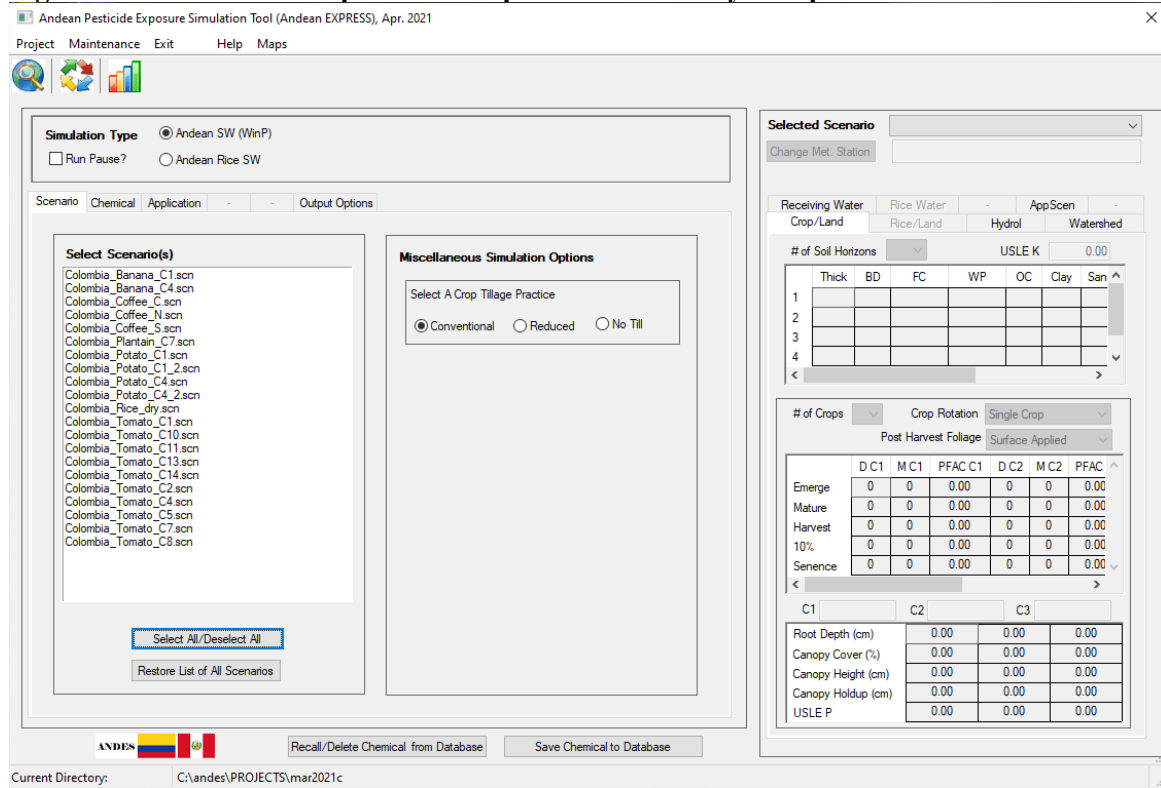 Andean Pesticide Exposure Simulation Tool (Andean EXPRESS), Apr. 2021
Project Maintenance Exit Help Maps
Simulation Type
Andean SW (WinP)
Run Pause?
Andean Rice SW
Scenario Chemical Application - - Output Options
Select Scenario(s)
Colombia_Banana_C1.scn
Colombia_Banana_C4.scn
Colombia_Coffee_C.scn
Colombia_Coffee_N.scn
Colombia_Coffee_S.scn
Colombia_Plantain_C7.scn
Colombia_Potato_C1.scn
Colombia_Potato_C1_2.scn
Colombia_Potato_C4.scn
Colombia_Potato_C4_2.scn
Colombia_Rice_dry.scn
Colombia_Tomato_C1.scn
Colombia_Tomato_C10.scn
Colombia_Tomato_C11.scn
Colombia_Tomato_C13.scn
Colombia_Tomato_C14.scn
Colombia_Tomato_C2.scn
Colombia_Tomato_C4.scn
Colombia_Tomato_C5.scn
Colombia_Tomato_C7.scn
Colombia_Tomato_C8.scn
Select All/Deselect All
Restore List of All Scenarios
Miscellaneous Simulation Options
Select A Crop Tillage Practice
Conventional Reduced No Till
ANDES
Recall/Delete Chemical from Database
Save Chemical to Database
Selected Scenario
Change Met. Station
Receiving Water Rice Water - AppScen -
Crop/Land Rice/Land Hydrol Watershed
# of Soil Horizons USLE K 0.00
Thick BD FC WP OC Clay San
1
2
3
4
# of Crops Crop Rotation Single Crop
Post Harvest Foliage Surface Applied
D C1 M C1 PFAC C1 D C2 M C2 PFAC
Emerge 0 0 0.00 0 0 0.00
Mature 0 0 0.00 0 0 0.00
Harvest 0 0 0.00 0 0 0.00
10% 0 0 0.00 0 0 0.00
Senence 0 0 0.00 0 0 0.00
C1 C2 C3
Root Depth (cm) 0.00 0.00 0.00
Canopy Cover (%) 0.00 0.00 0.00
Canopy Height (cm) 0.00 0.00 0.00
Canopy Holdup (cm) 0.00 0.00 0.00
USLE P 0.00 0.00 0.00
Current Directory: C:\andes\PROJECTS\mar2021c